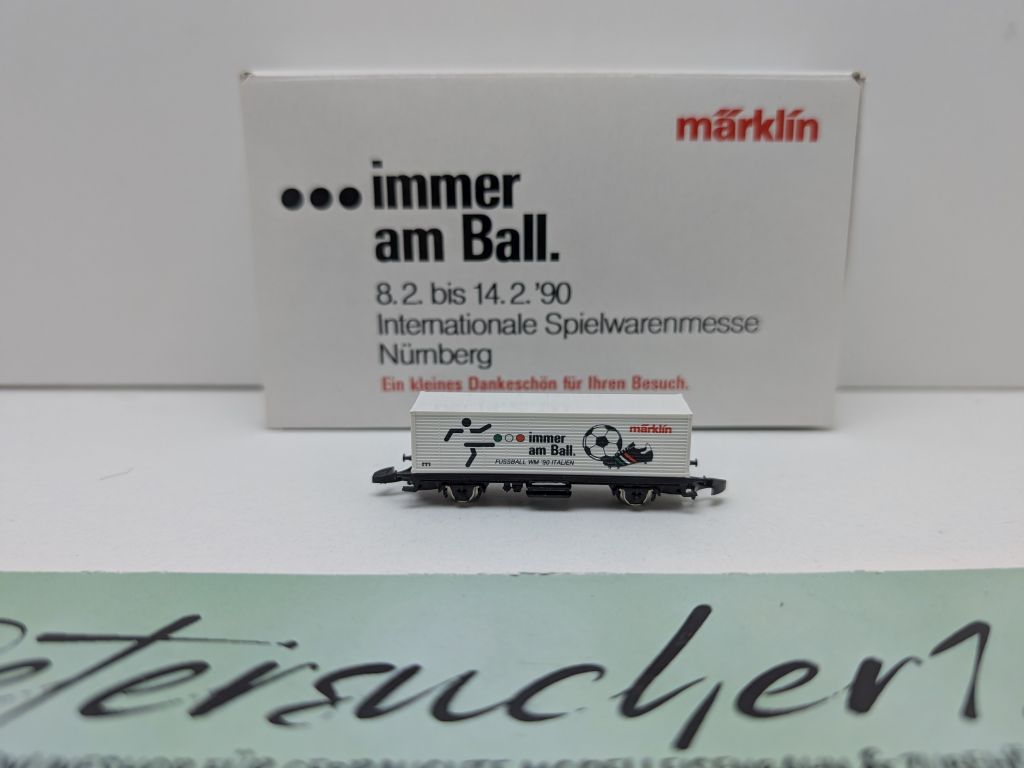 märklin
...immer
am Ball.
8.2. bis 14.2.'90
Internationale Spielwarenmesse
Nürnberg
Ein kleines Dankeschön für Ihren Besuch.
immer
am Ball.
FUSSBALL WM '90 ITALIEN
märklin
Petersucher1